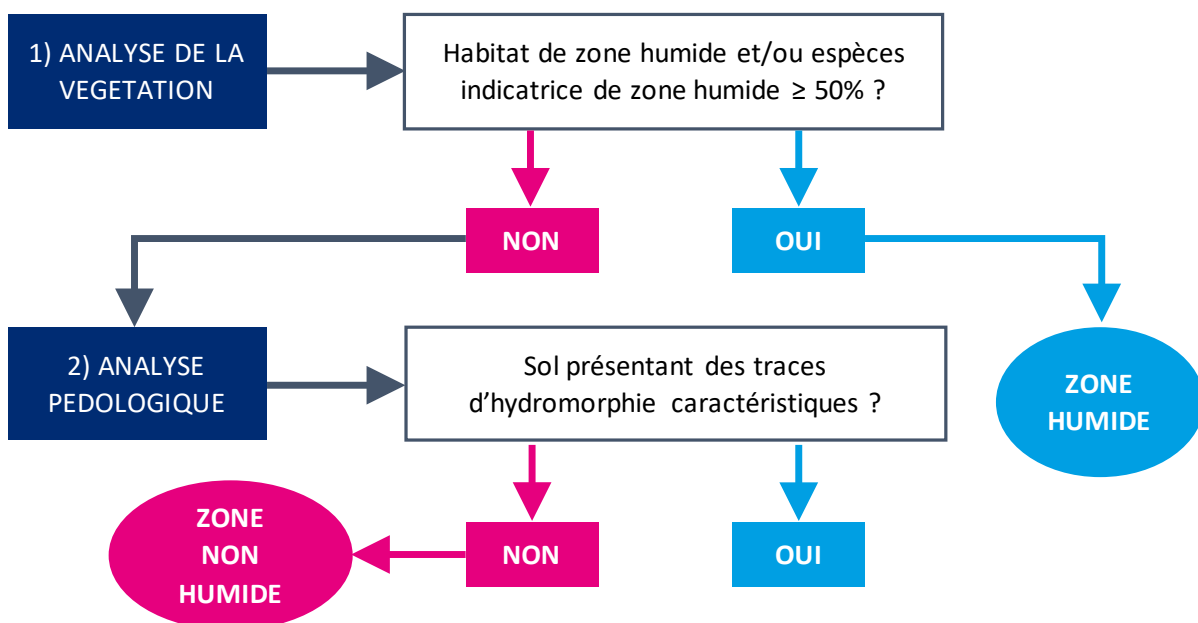 1) ANALYSE DE LA
VEGETATION
Habitat de zone humide et/ou espèces
indicatrice de zone humide ≥ 50% ?
NON
OUI
2) ANALYSE
PEDOLOGIQUE
Sol présentant des traces
d’hydromorphie caractéristiques ?
ZONE
HUMIDE
ZONE
NON
HUMIDE
NON
OUI